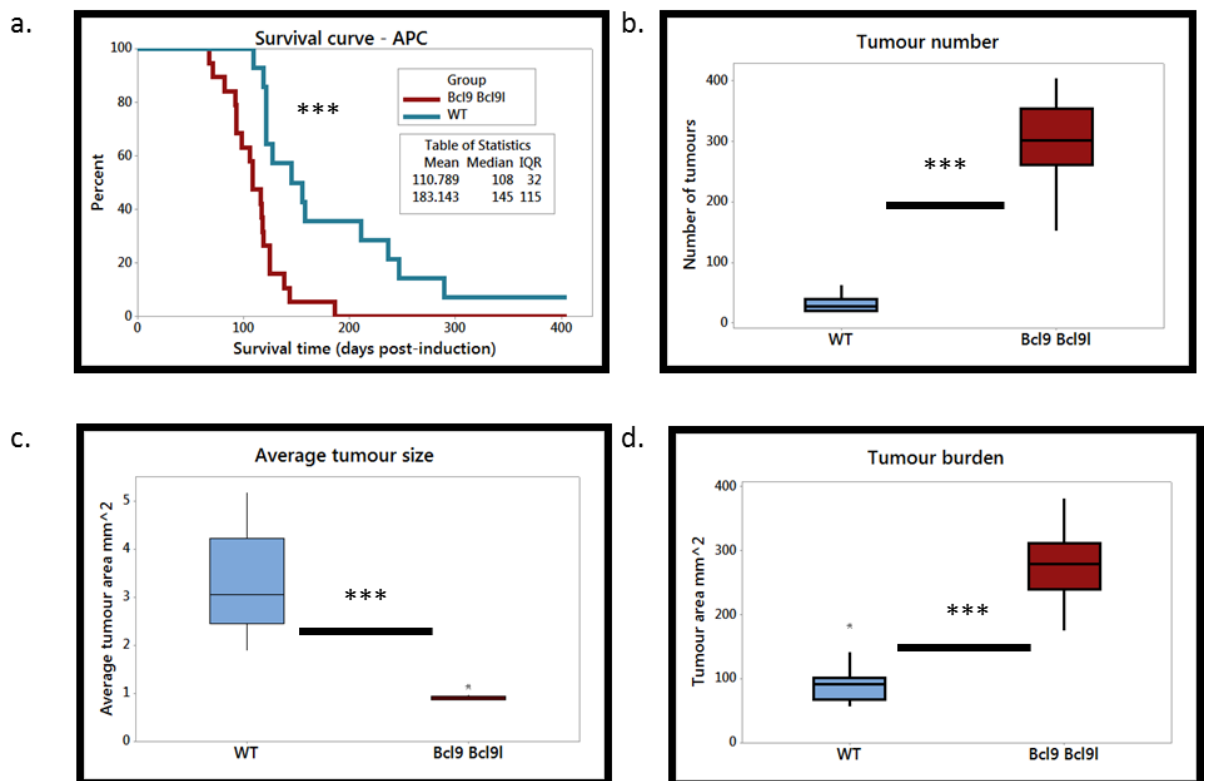 a.
Survival curve - APC
100
80
60
40
20
0
Percent
***
Group
Bcl9 Bcl9l
WT
Table of Statistics
Mean Median IQR
110.789 108 32
183.143 145 115
0 100 200 300 400
Survival time (days post-induction)
b.
Tumour number
400
300
200
100
0
Number of tumours
***
WT Bcl9 Bcl9l
c.
Average tumour size
5
4
3
2
1
0
Average tumour area mm^2
***
*
WT Bcl9 Bcl9l
d.
Tumour burden
400
300
200
100
0
Tumour area mm^2
***
*
WT Bcl9 Bcl9l